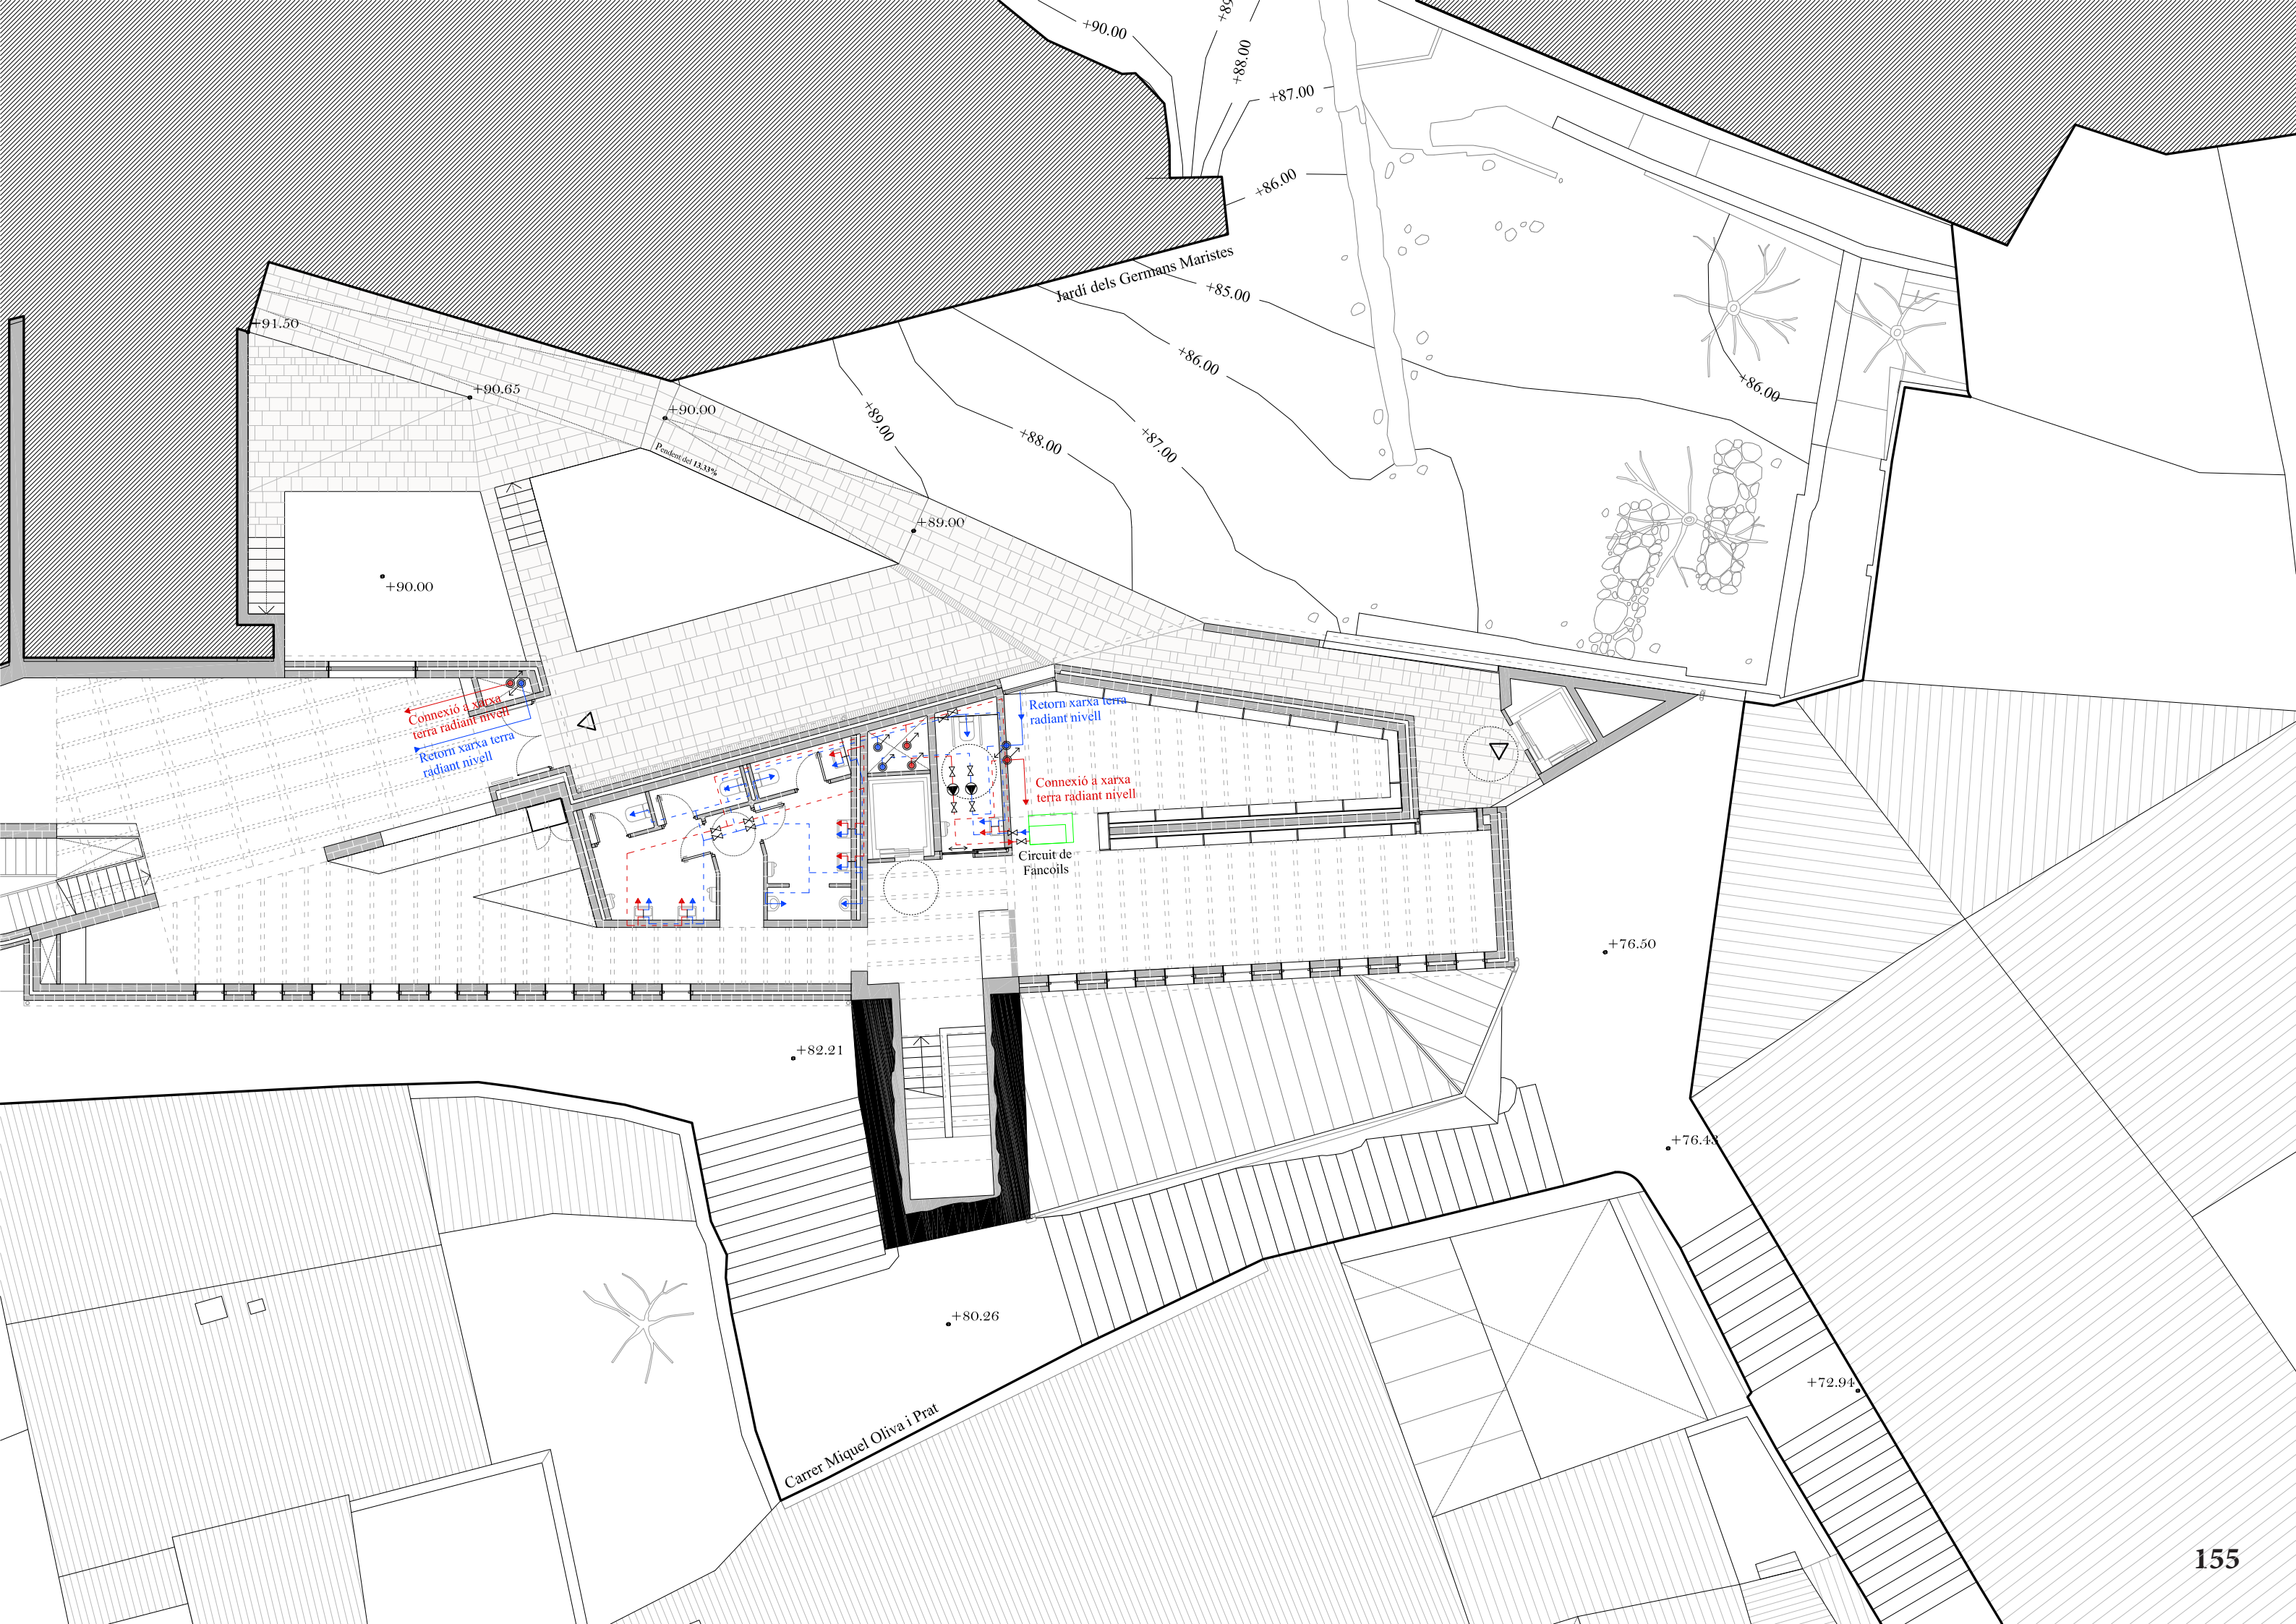 +90.00
+88.00
+87.00
+86.00
Jardí dels Germans Maristes
+85.00
+91.50
+86.00
+90.65
+86.00
+90.00
+89.00
+88.00
+87.00
Pendent del 13,33%
+89.00
+90.00
Connexió a xarxa
terra radiant nivell
Retorn xarxa terra
radiant nivell
Retorn xarxa terra
radiant nivell
Connexió a xarxa
terra radiant nivell
Circuit de
Fancoils
+76.50
+82.21
+76.43
+80.26
+72.94
Carrer Miquel Oliva i Prat
155